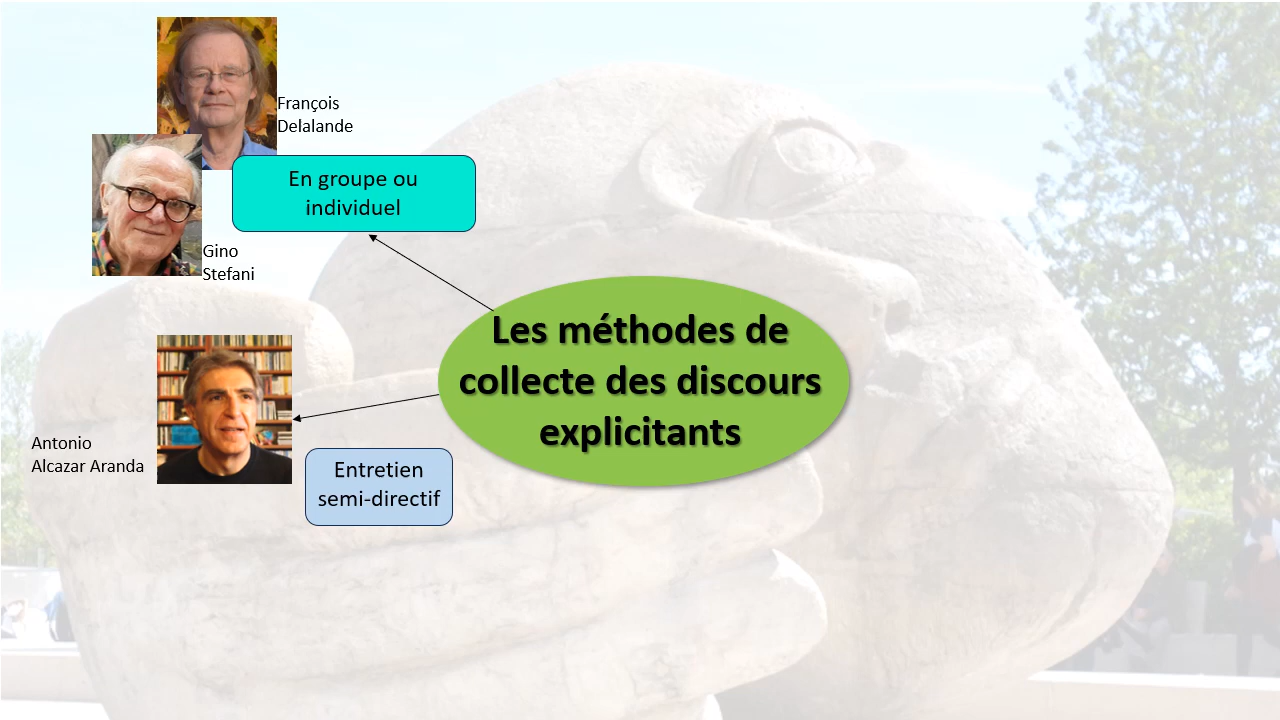 François
Delalande
En groupe ou
individuel
Gino
Stefani
Les méthodes de
collecte des discours
explicitants
Antonio
Alcazar Aranda
Entretien
semi-directif